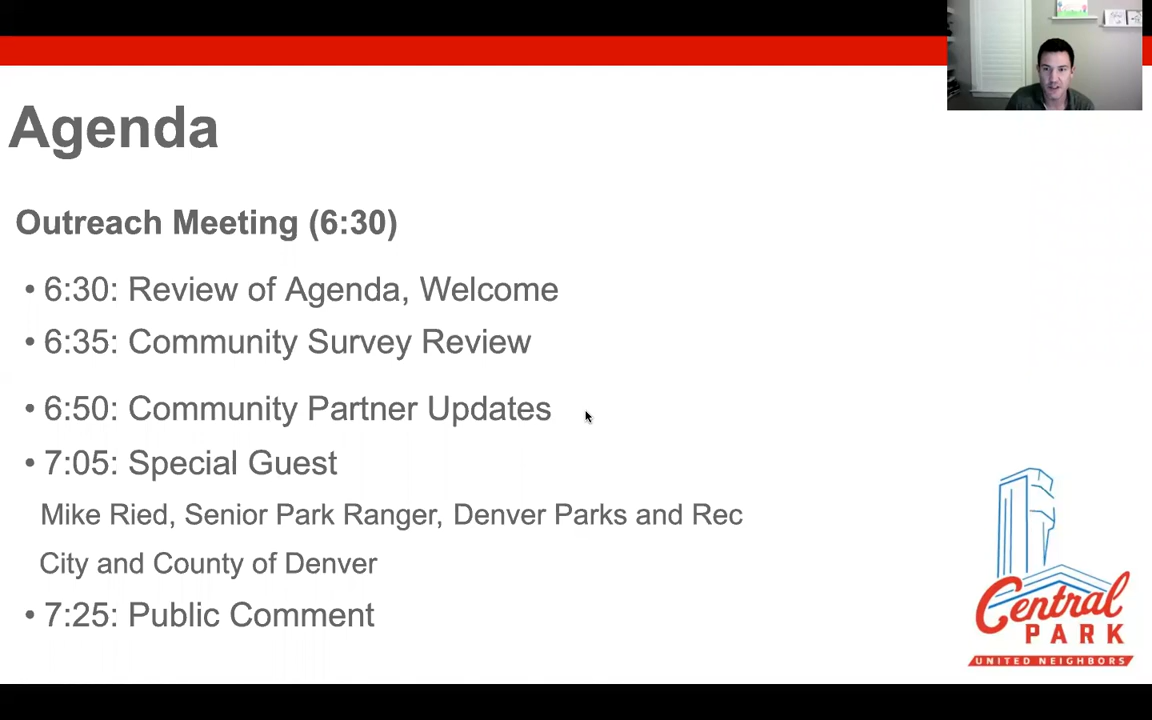 Agenda
Outreach Meeting (6:30)
• 6:30: Review of Agenda, Welcome
• 6:35: Community Survey Review
• 6:50: Community Partner Updates
• 7:05: Special Guest
Mike Ried, Senior Park Ranger, Denver Parks and Rec
City and County of Denver
• 7:25: Public Comment
Central
PARK
UNITED NEIGHBORS